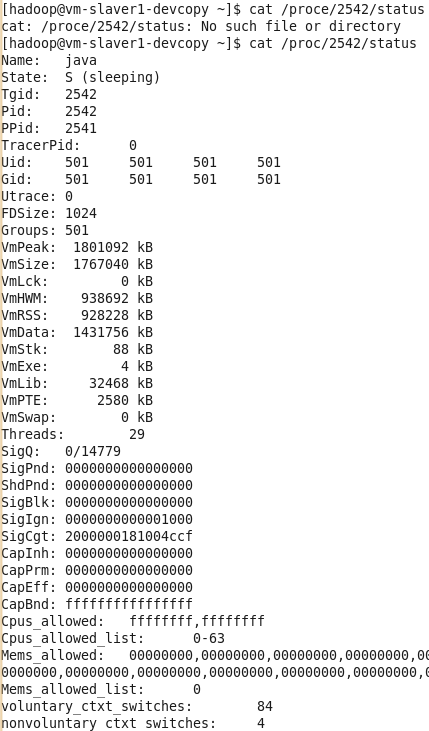 [hadoop@vm-slaver1-devcopy ~]$ cat /proce/2542/status
cat: /proce/2542/status: No such file or directory
[hadoop@vm-slaver1-devcopy ~]$ cat /proc/2542/status
Name:   java
State:  S (sleeping)
Tgid:   2542
Pid:    2542
PPid:   2541
TracerPid:      0
Uid:    501     501     501     501
Gid:    501     501     501     501
Utrace: 0
FDSize: 1024
Groups: 501
VmPeak:  1801092 kB
VmSize:  1767040 kB
VmLck:         0 kB
VmHWM:    938692 kB
VmRSS:    928228 kB
VmData:  1431756 kB
VmStk:        88 kB
VmExe:         4 kB
VmLib:     32468 kB
VmPTE:      2580 kB
VmSwap:        0 kB
Threads:        29
SigQ:   0/14779
SigPnd: 0000000000000000
ShdPnd: 0000000000000000
SigBlk: 0000000000000000
SigIgn: 0000000000001000
SigCgt: 2000000181004ccf
CapInh: 0000000000000000
CapPrm: 0000000000000000
CapEff: 0000000000000000
CapBnd: ffffffffffffffff
Cpus_allowed:   ffffffff,ffffffff
Cpus_allowed_list:      0-63
Mems_allowed:   00000000,00000000,00000000,00000000,00
0000000,00000000,00000000,00000000,00000000,00000000,0
Mems_allowed_list:      0
voluntary_ctxt_switches:        84
nonvoluntary_ctxt_switches:     4